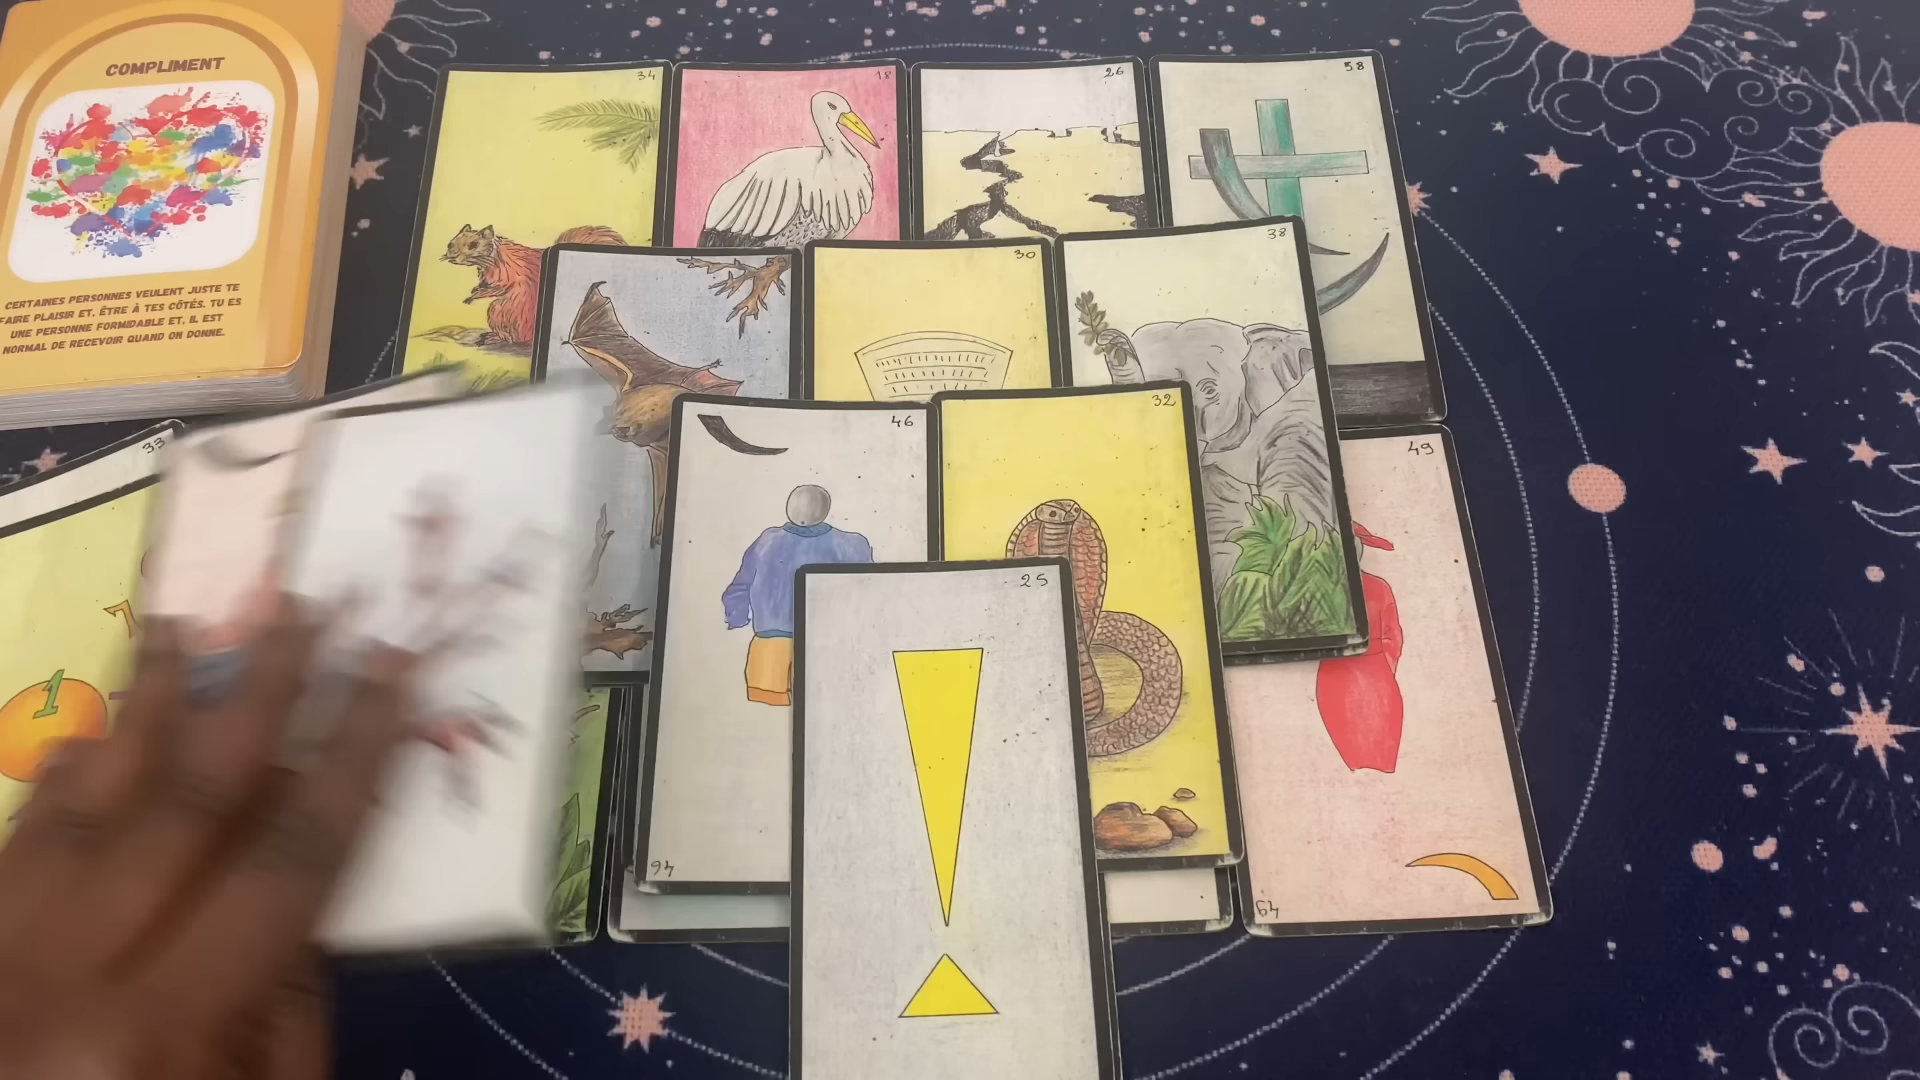 COMPLIMENT
CERTAINES PERSONNES VEULENT JUSTE TE
FAIRE PLAISIR ET, ÊTRE À TES CÔTÉS. TU ES
UNE PERSONNE FORMIDABLE ET, IL EST
NORMAL DE RECEVOIR QUAND ON DONNE.
34
18
26
58
30
38
33
46
32
49
25
1
94
64